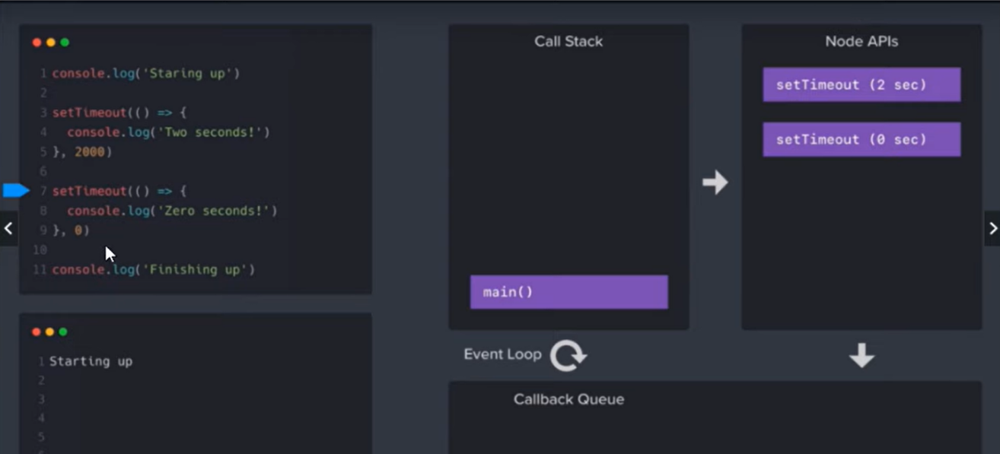 1 console.log('Staring up')
2
3 setTimeout(() => {
4 console.log('Two seconds!')
5 }, 2000)
6
7 setTimeout(() => {
8 console.log('Zero seconds!')
9 }, 0)
10
11 console.log('Finishing up')
1 Starting up
2
3
4
5
Call Stack
main()
Node APIs
setTimeout (2 sec)
setTimeout (0 sec)
Event Loop
Callback Queue